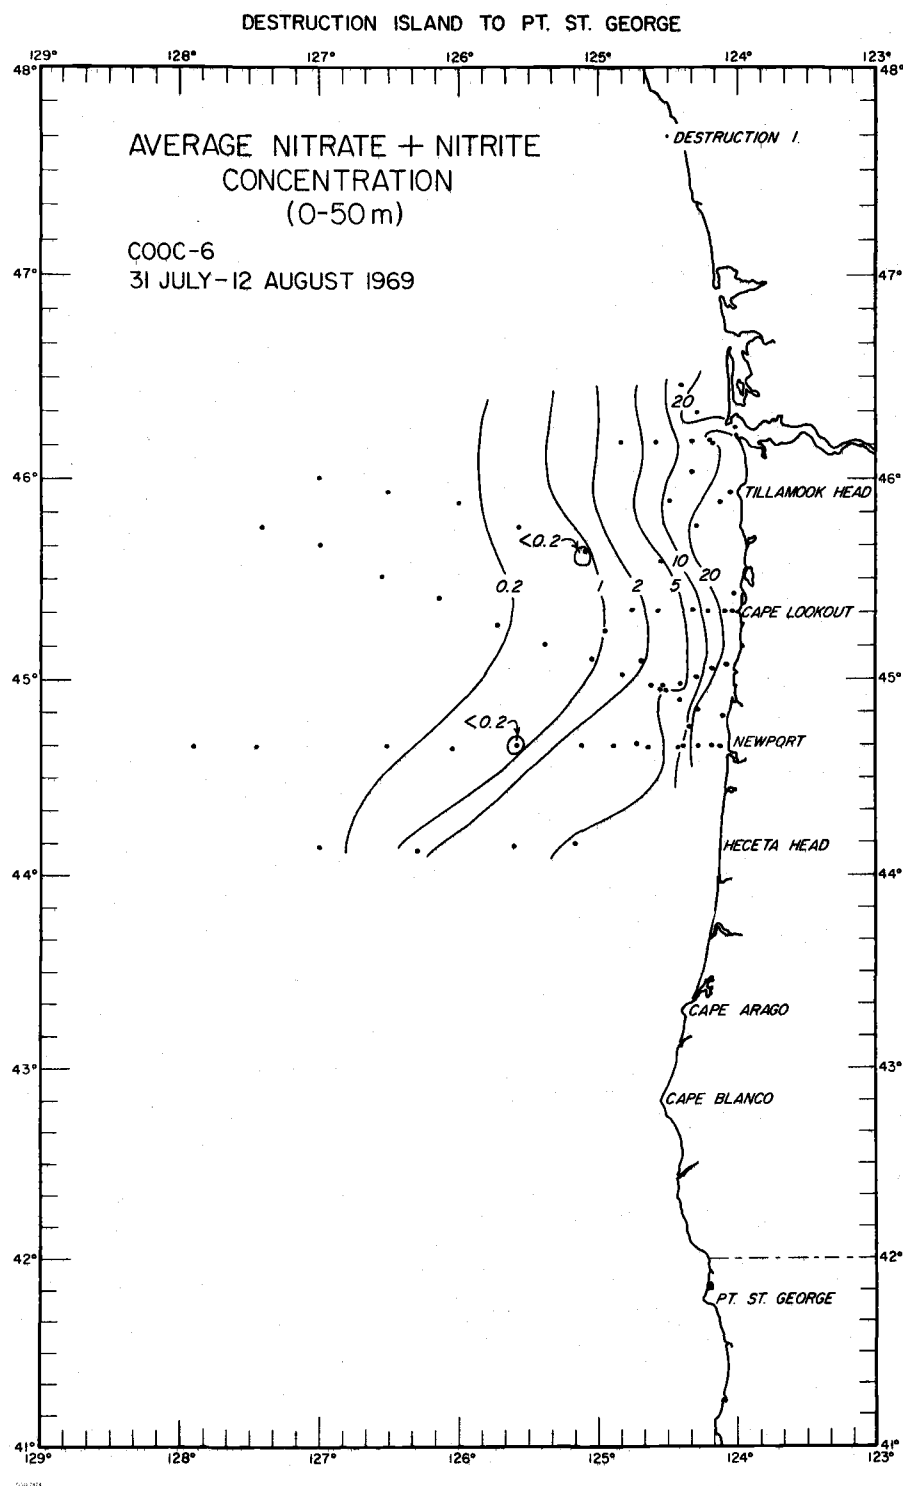 DESTRUCTION ISLAND TO PT. ST. GEORGE
129° 128° 127° 126° 125° 124° 123°
48° 48°
DESTRUCTION I.
AVERAGE NITRATE + NITRITE
CONCENTRATION
(0-50m)
COOC-6
31 JULY-12 AUGUST 1969
47° 47°
20
46° 46°
TILLAMOOK HEAD
<0.2
10
20
0.2 1 2 5
CAPE LOOKOUT
45° 45°
<0.2
NEWPORT
HECETA HEAD
44° 44°
CAPE ARAGO
43° 43°
CAPE BLANCO
42° 42°
PT. ST. GEORGE
41° 41°
129° 128° 127° 126° 125° 124° 123°